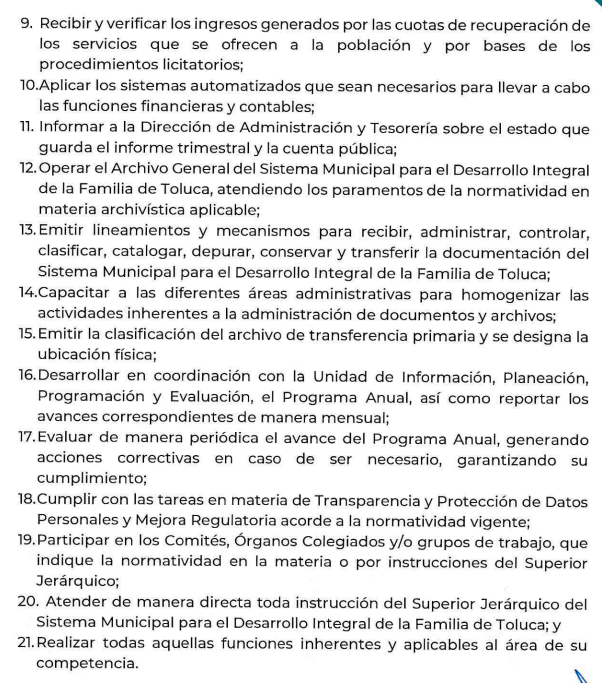 9. Recibir y verificar los ingresos generados por las cuotas de recuperación de
los servicios que se ofrecen a la población y por bases de los
procedimientos licitatorios;
10.Aplicar los sistemas automatizados que sean necesarios para llevar a cabo
las funciones financieras y contables;
11. Informar a la Dirección de Administración y Tesorería sobre el estado que
guarda el informe trimestral y la cuenta pública;
12.Operar el Archivo General del Sistema Municipal para el Desarrollo Integral
de la Familia de Toluca, atendiendo los paramentos de la normatividad en
materia archivística aplicable;
13.Emitir lineamientos y mecanismos para recibir, administrar, controlar,
clasificar, catalogar, depurar, conservar y transferir la documentación del
Sistema Municipal para el Desarrollo Integral de la Familia de Toluca;
14.Capacitar a las diferentes áreas administrativas para homogenizar las
actividades inherentes a la administración de documentos y archivos;
15.Emitir la clasificación del archivo de transferencia primaria y se designa la
ubicación física;
16.Desarrollar en coordinación con la Unidad de Información, Planeación,
Programación y Evaluación, el Programa Anual, así como reportar los
avances correspondientes de manera mensual;
17.Evaluar de manera periódica el avance del Programa Anual, generando
acciones correctivas en caso de ser necesario, garantizando su
cumplimiento;
18.Cumplir con las tareas en materia de Transparencia y Protección de Datos
Personales y Mejora Regulatoria acorde a la normatividad vigente;
19.Participar en los Comités, Órganos Colegiados y/o grupos de trabajo, que
indique la normatividad en la materia o por instrucciones del Superior
Jerárquico;
20. Atender de manera directa toda instrucción del Superior Jerárquico del
Sistema Municipal para el Desarrollo Integral de la Familia de Toluca; y
21.Realizar todas aquellas funciones inherentes y aplicables al área de su
competencia.